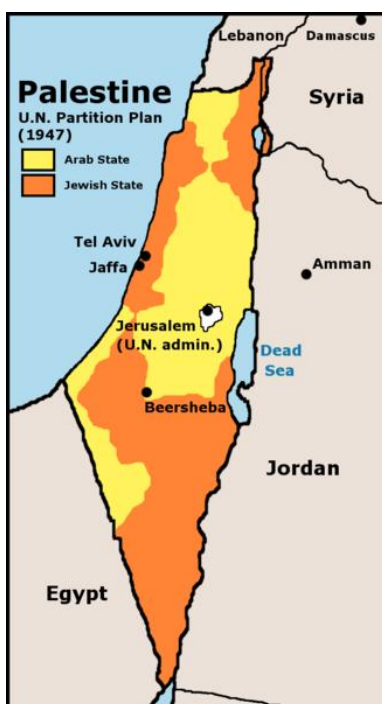 Lebanon
Damascus
Palestine
U.N. Partition Plan
(1947)
Syria
Arab State
Jewish State
Tel Aviv
Jaffa
Amman
Jerusalem
(U.N. admin.)
Dead
Sea
Beersheba
Jordan
Egypt